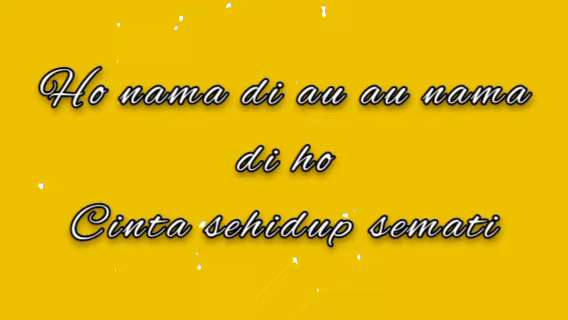 Ho nama di au au nama
di ho
Cinta sehidup semati